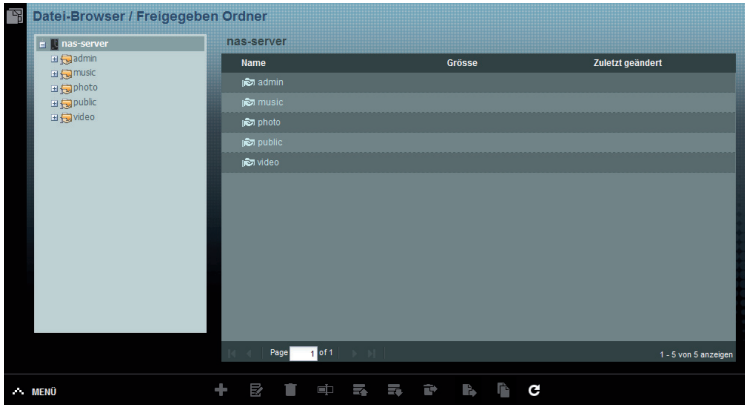 Datei-Browser / Freigegeben Ordner
nas-server
admin
music
photo
public
video
nas-server
Name Grösse Zuletzt geändert
admin
music
photo
public
video
Page 1 of 1
1 - 5 von 5 anzeigen
MENÜ